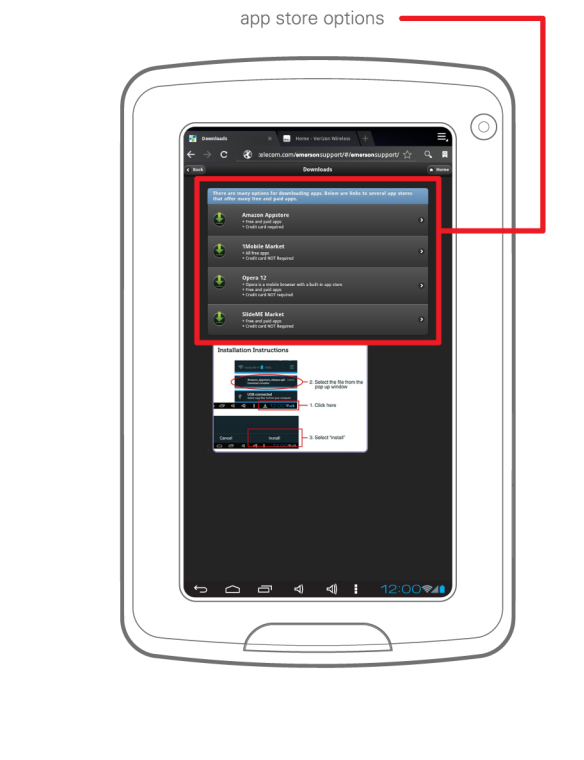 app store options
Downloads × Home - Verizon Wireless +
:elecom.com/emersonsupport/#/emersonsupport/
Back Downloads Home
There are many options for downloading apps. Below are links to several app stores
that offer many free and paid apps.
Amazon Appstore
• Free and paid apps
• Credit card required
1Mobile Market
• All free apps
• Credit card NOT Required
Opera 12
• Opera is a mobile browser with a built-in app store
• Free and paid apps
• Credit card NOT required
SlideME Market
• Free and paid apps
• Credit card NOT Required
Installation Instructions
2. Select the file from the
pop up window
USB connected
1. Click here
Cancel Install
3. Select "install"
12:00